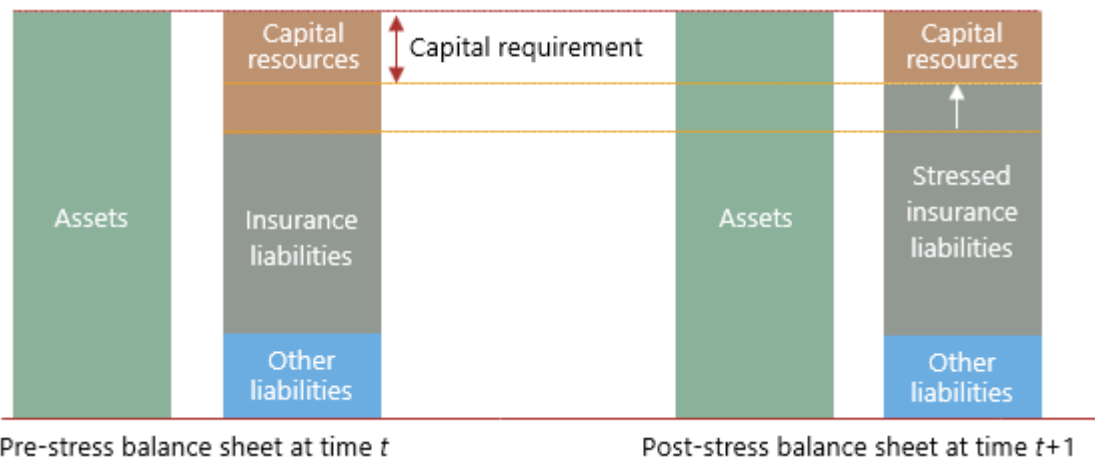 Capital
resources
Capital requirement
Assets
Insurance
liabilities
Other
liabilities
Pre-stress balance sheet at time t
Capital
resources
Assets
Stressed
insurance
liabilities
Other
liabilities
Post-stress balance sheet at time t+1